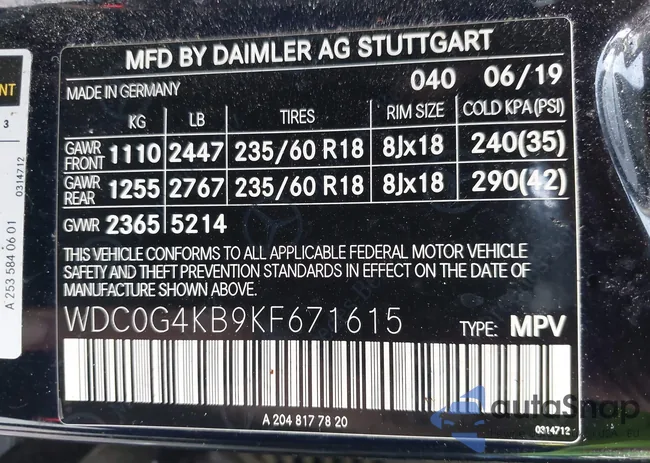 MFD BY DAIMLER AG STUTTGART
MADE IN GERMANY 040 06/19
KG LB TIRES RIM SIZE COLD KPA(PSI)
GAWR FRONT 1110 2447 235/60 R18 8Jx18 240(35)
GAWR REAR 1255 2767 235/60 R18 8Jx18 290(42)
GVWR 2365 5214
THIS VEHICLE CONFORMS TO ALL APPLICABLE FEDERAL MOTOR VEHICLE
SAFETY AND THEFT PREVENTION STANDARDS IN EFFECT ON THE DATE OF
MANUFACTURE SHOWN ABOVE.
WDC0G4KB9KF671615 TYPE: MPV
A 204 817 78 20
0314712
NT
3
0314712
A 253 584 06 01
autoSnap